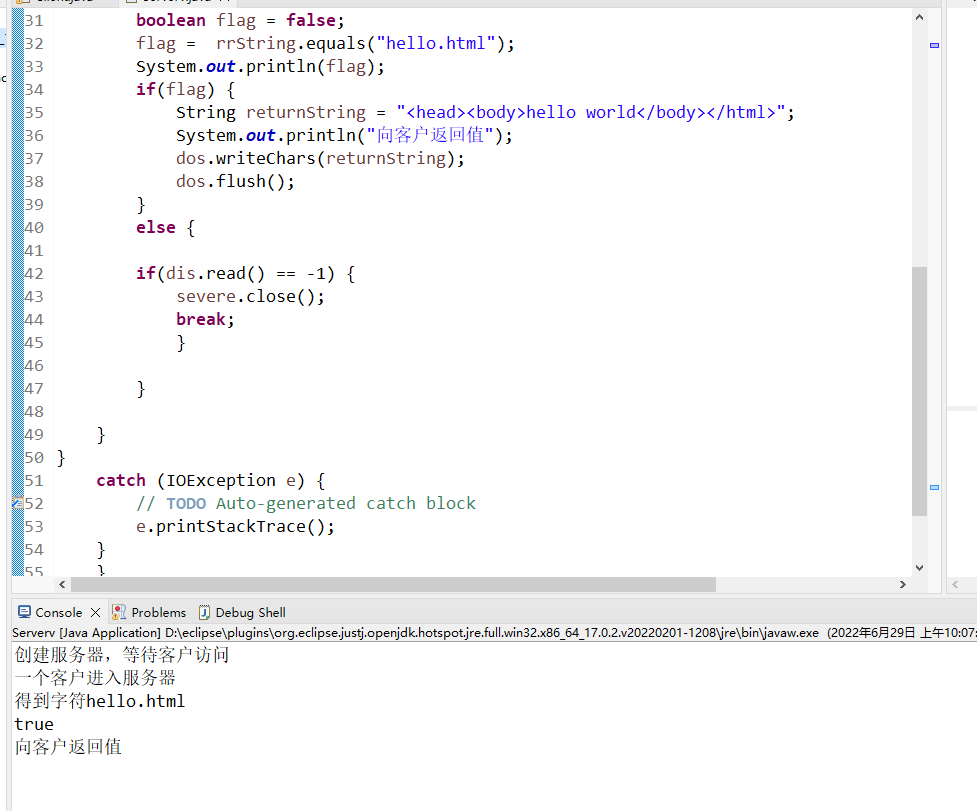 31 boolean flag = false;
32 flag =  rrString.equals("hello.html");
33 System.out.println(flag);
34 if(flag) {
35 String returnString = "<head><body>hello world</body></html>";
36 System.out.println("向客户返回值");
37 dos.writeChars(returnString);
38 dos.flush();
39 }
40 else {
41
42 if(dis.read() == -1) {
43 severe.close();
44 break;
45 }
46
47 }
48
49 }
50 }
51 catch (IOException e) {
52 // TODO Auto-generated catch block
53 e.printStackTrace();
54 }
55 }
Console Problems Debug Shell
Serverv [Java Application] D:\eclipse\plugins\org.eclipse.justj.openjdk.hotspot.jre.full.win32.x86_64_17.0.2.v20220201-1208\jre\bin\javaw.exe (2022年6月29日 上午10:07:
创建服务器，等待客户访问
一个客户进入服务器
得到字符hello.html
true
向客户返回值